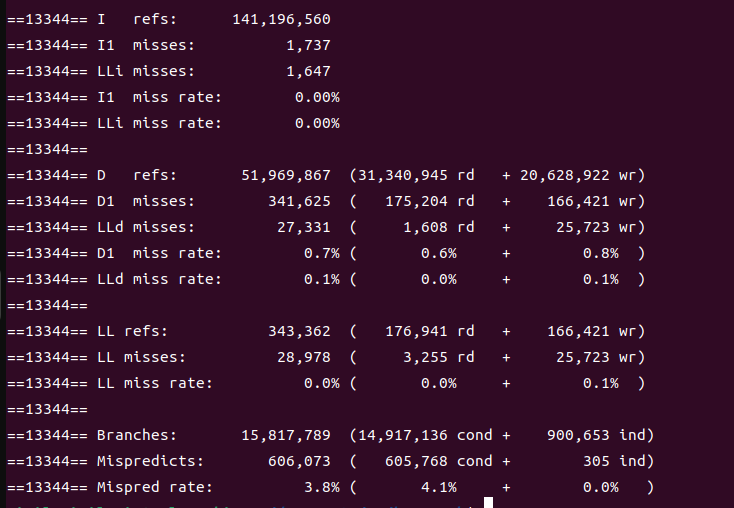 ==13344== I   refs:      141,196,560
==13344== I1  misses:          1,737
==13344== LLi misses:          1,647
==13344== I1  miss rate:        0.00%
==13344== LLi miss rate:        0.00%
==13344==
==13344== D   refs:       51,969,867  (31,340,945 rd   + 20,628,922 wr)
==13344== D1  misses:        341,625  (   175,204 rd   +    166,421 wr)
==13344== LLd misses:         27,331  (     1,608 rd   +     25,723 wr)
==13344== D1  miss rate:         0.7% (       0.6%     +        0.8%  )
==13344== LLd miss rate:         0.1% (       0.0%     +        0.1%  )
==13344==
==13344== LL refs:           343,362  (   176,941 rd   +    166,421 wr)
==13344== LL misses:          28,978  (     3,255 rd   +     25,723 wr)
==13344== LL miss rate:          0.0% (       0.0%     +        0.1%  )
==13344==
==13344== Branches:       15,817,789  (14,917,136 cond +    900,653 ind)
==13344== Mispredicts:       606,073  (   605,768 cond +        305 ind)
==13344== Mispred rate:          3.8% (       4.1%     +        0.0%   )